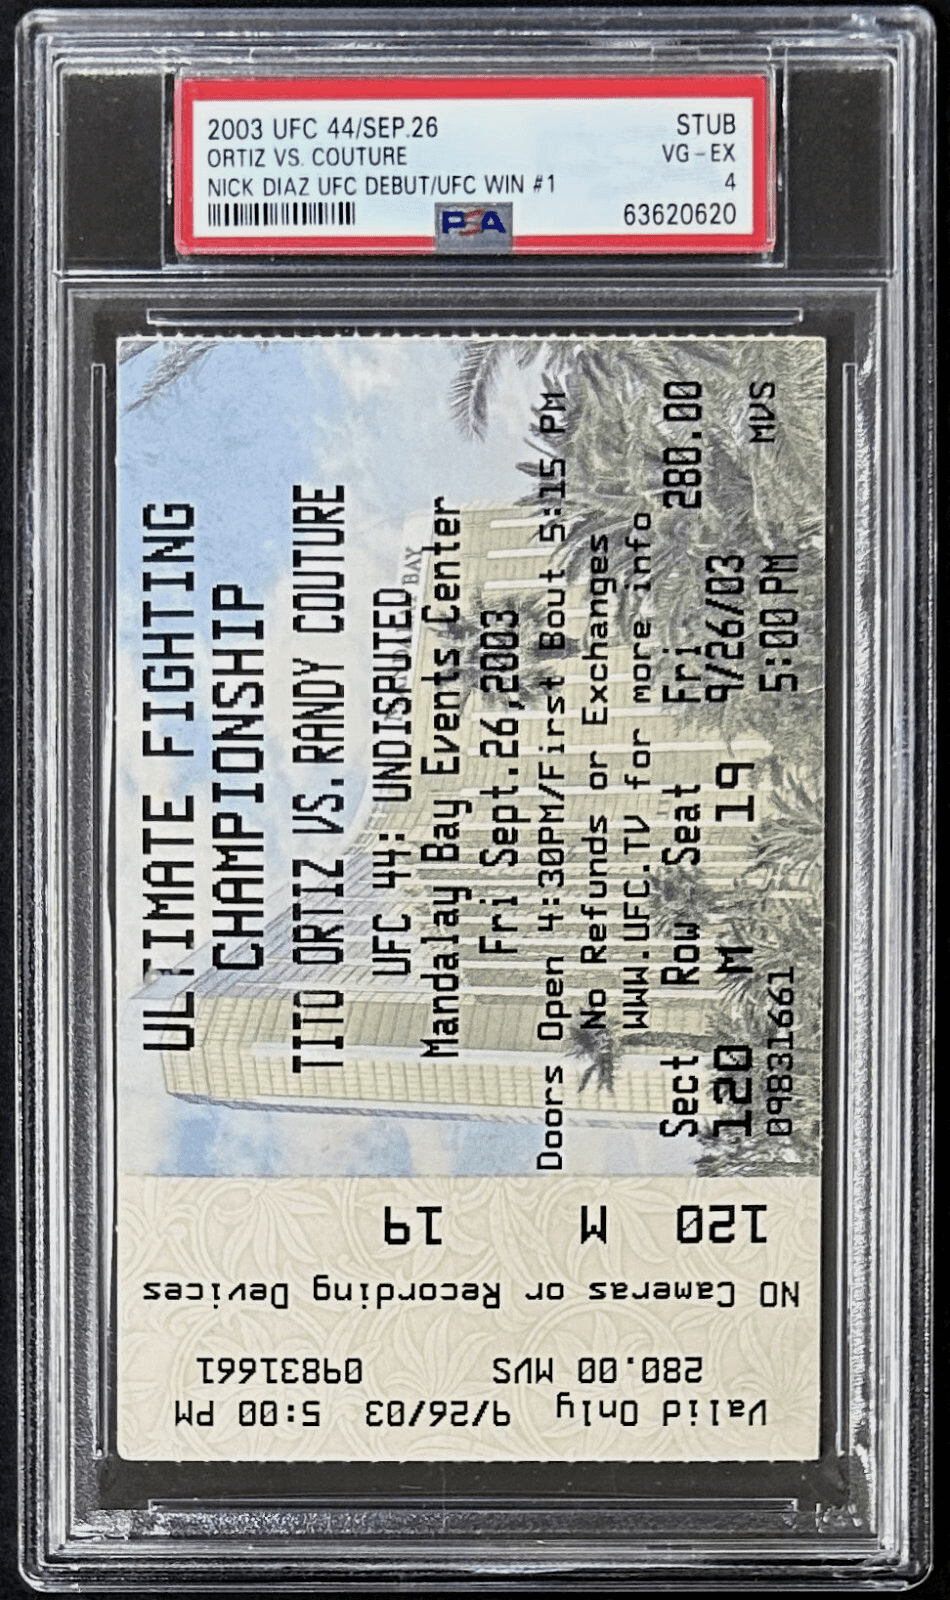 2003 UFC 44/SEP.26
ORTIZ VS. COUTURE
NICK DIAZ UFC DEBUT/UFC WIN #1
STUB
VG-EX
4
63620620
PSA
ULTIMATE FIGHTING
CHAMPIONSHIP
TITO ORTIZ VS.RANDY COUTURE
UFC 44: UNDISPUTED
Mandalay Bay Events Center
Fri Sept.26,2003
Doors Open 4:30PM/First Bout 5:15 PM
No Refunds or Exchanges
WWW.UFC.TV for more info
Sect Row Seat Fri 280.00
120 M 19 9/26/03
09831661 5:00 PM MVS
BAY
120 M 19
NO Cameras or Recording Devices
280.00 MVS 09831661
Valid Only 9/26/03 5:00 PM